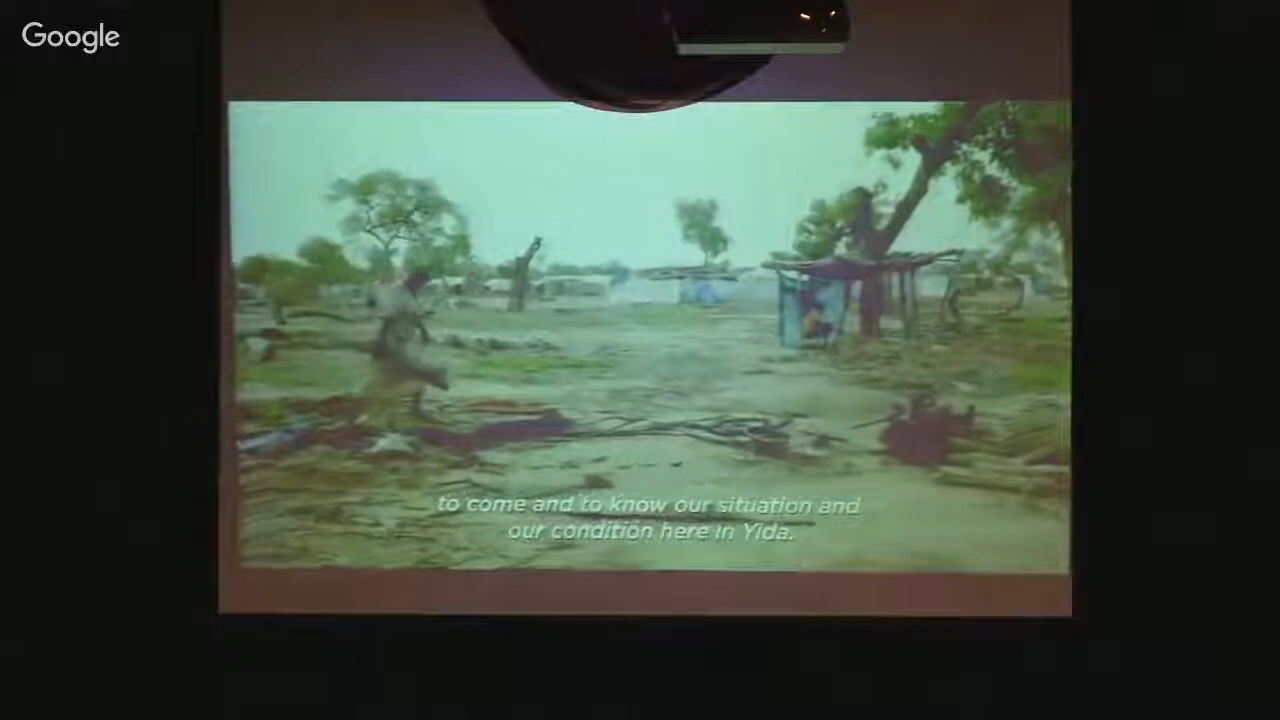 Google
to come and to know our situation and
our condition here in Yida.